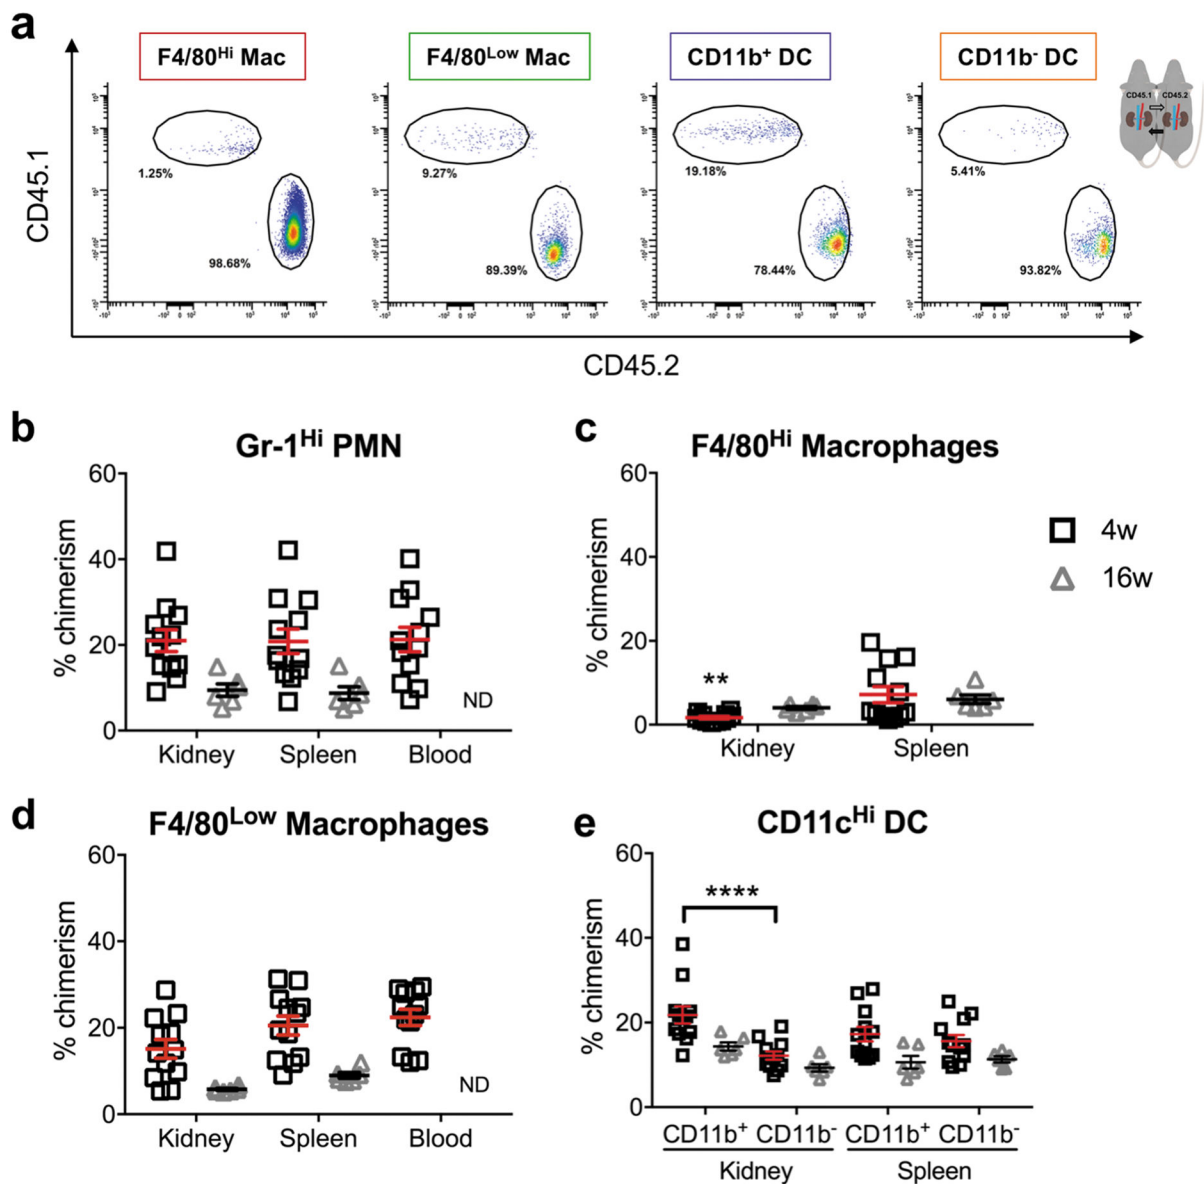 a
F4/80Hi Mac
F4/80Low Mac
CD11b+ DC
CD11b- DC
CD45.1
CD45.2
CD45.1
1.25%
9.27%
19.18%
5.41%
98.68%
89.39%
78.44%
93.82%
CD45.2
b
Gr-1Hi PMN
% chimerism
60
40
20
0
ND
Kidney
Spleen
Blood
c
F4/80Hi Macrophages
% chimerism
60
40
20
0
**
Kidney
Spleen
4w
16w
d
F4/80Low Macrophages
% chimerism
60
40
20
0
ND
Kidney
Spleen
Blood
e
CD11cHi DC
% chimerism
60
40
20
0
****
CD11b+ CD11b- CD11b+ CD11b-
Kidney
Spleen